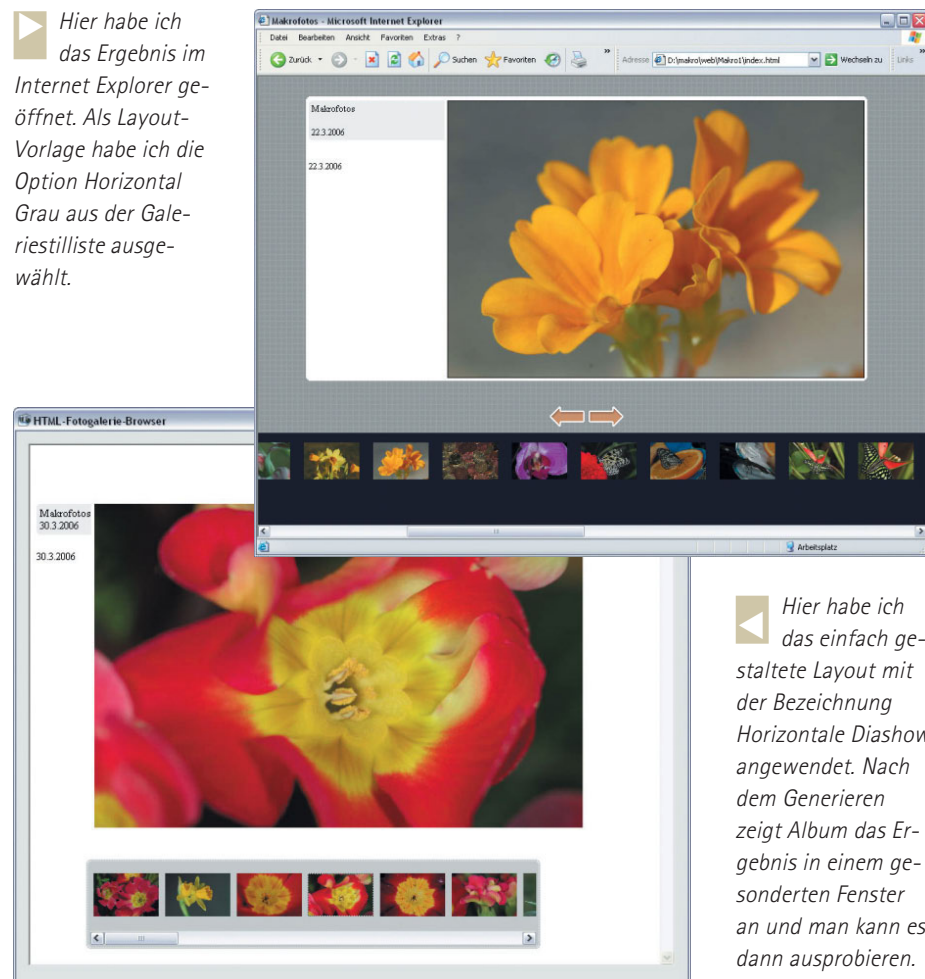 Hier habe ich
das Ergebnis im
Internet Explorer ge-
öffnet. Als Layout-
Vorlage habe ich die
Option Horizontal
Grau aus der Gale-
riestilliste ausge-
wählt.
Makrofotos - Microsoft Internet Explorer
Datei Bearbeiten Ansicht Favoriten Extras ?
Zurück Suchen Favoriten » Adresse D:\makro\web\Makro1\index.html Wechseln zu Links »
Makrofotos
22.3.2006
22.3.2006
Arbeitsplatz
HTML-Fotogalerie-Browser
Makrofotos
30.3.2006
30.3.2006
Hier habe ich
das einfach ge-
staltete Layout mit
der Bezeichnung
Horizontale Diashow
angewendet. Nach
dem Generieren
zeigt Album das Er-
gebnis in einem ge-
sonderten Fenster
an und man kann es
dann ausprobieren.